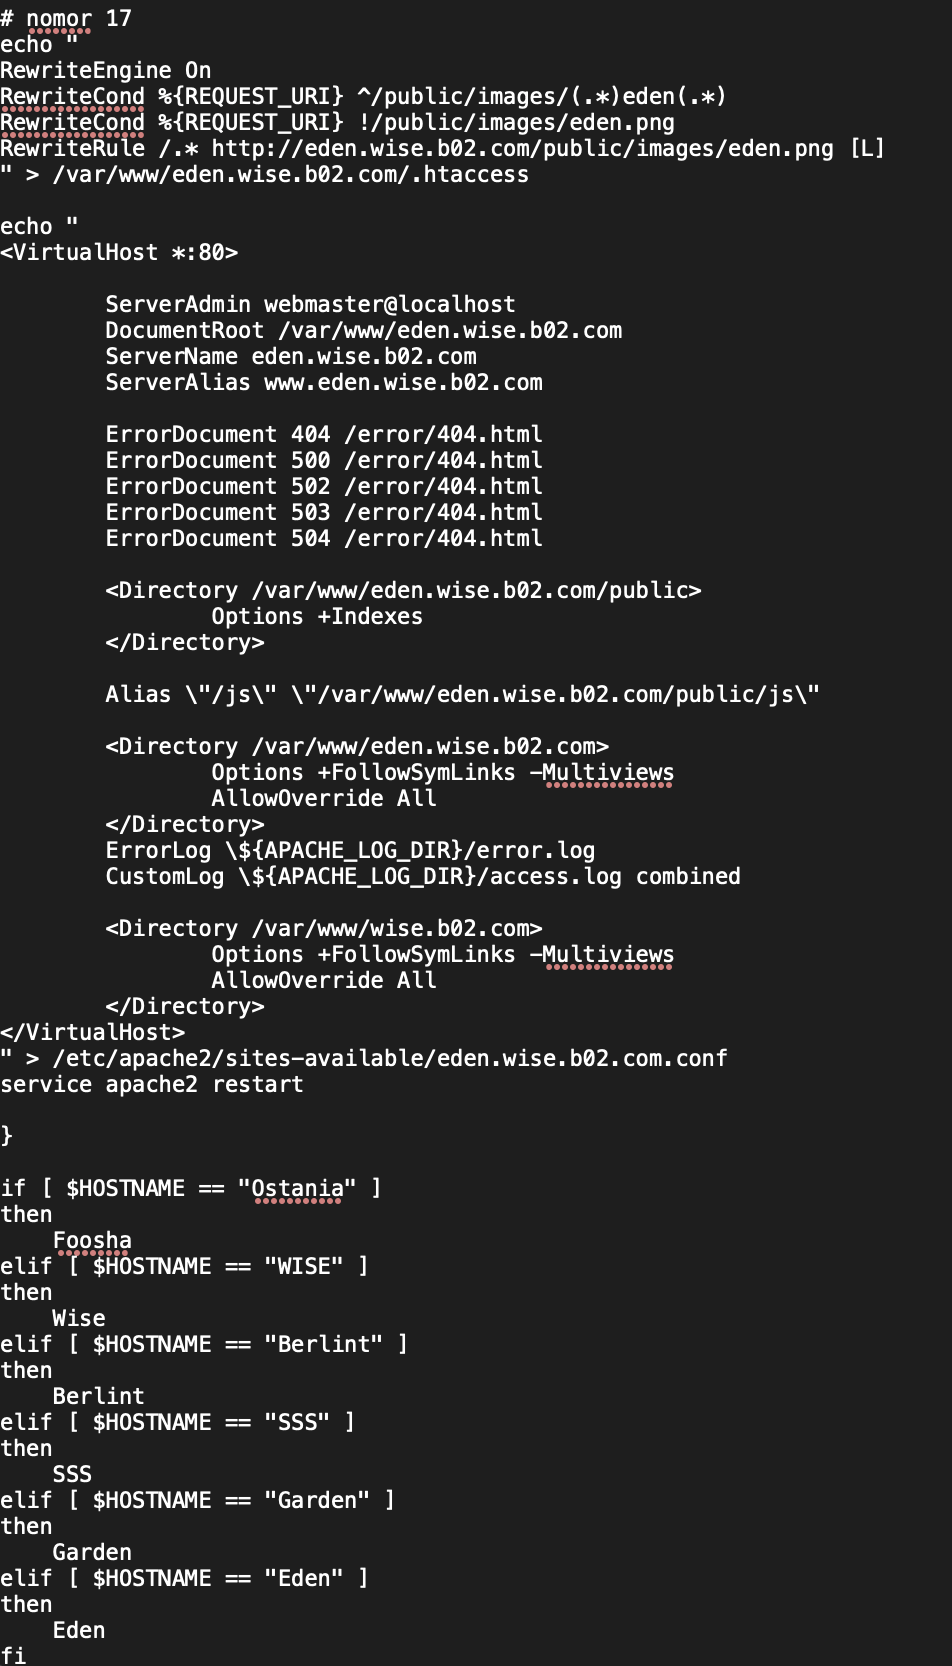 # nomor 17
echo "
RewriteEngine On
RewriteCond %{REQUEST_URI} ^/public/images/(.*)eden(.*)
RewriteCond %{REQUEST_URI} !/public/images/eden.png
RewriteRule /.* http://eden.wise.b02.com/public/images/eden.png [L]
" > /var/www/eden.wise.b02.com/.htaccess

echo "
<VirtualHost *:80>

        ServerAdmin webmaster@localhost
        DocumentRoot /var/www/eden.wise.b02.com
        ServerName eden.wise.b02.com
        ServerAlias www.eden.wise.b02.com

        ErrorDocument 404 /error/404.html
        ErrorDocument 500 /error/404.html
        ErrorDocument 502 /error/404.html
        ErrorDocument 503 /error/404.html
        ErrorDocument 504 /error/404.html

        <Directory /var/www/eden.wise.b02.com/public>
                Options +Indexes
        </Directory>

        Alias \"/js\" \"/var/www/eden.wise.b02.com/public/js\"

        <Directory /var/www/eden.wise.b02.com>
                Options +FollowSymLinks -Multiviews
                AllowOverride All
        </Directory>
        ErrorLog \${APACHE_LOG_DIR}/error.log
        CustomLog \${APACHE_LOG_DIR}/access.log combined

        <Directory /var/www/wise.b02.com>
                Options +FollowSymLinks -Multiviews
                AllowOverride All
        </Directory>
</VirtualHost>
" > /etc/apache2/sites-available/eden.wise.b02.com.conf
service apache2 restart

}

if [ $HOSTNAME == "Ostania" ]
then
    Foosha
elif [ $HOSTNAME == "WISE" ]
then
    Wise
elif [ $HOSTNAME == "Berlint" ]
then
    Berlint
elif [ $HOSTNAME == "SSS" ]
then
    SSS
elif [ $HOSTNAME == "Garden" ]
then
    Garden
elif [ $HOSTNAME == "Eden" ]
then
    Eden
fi